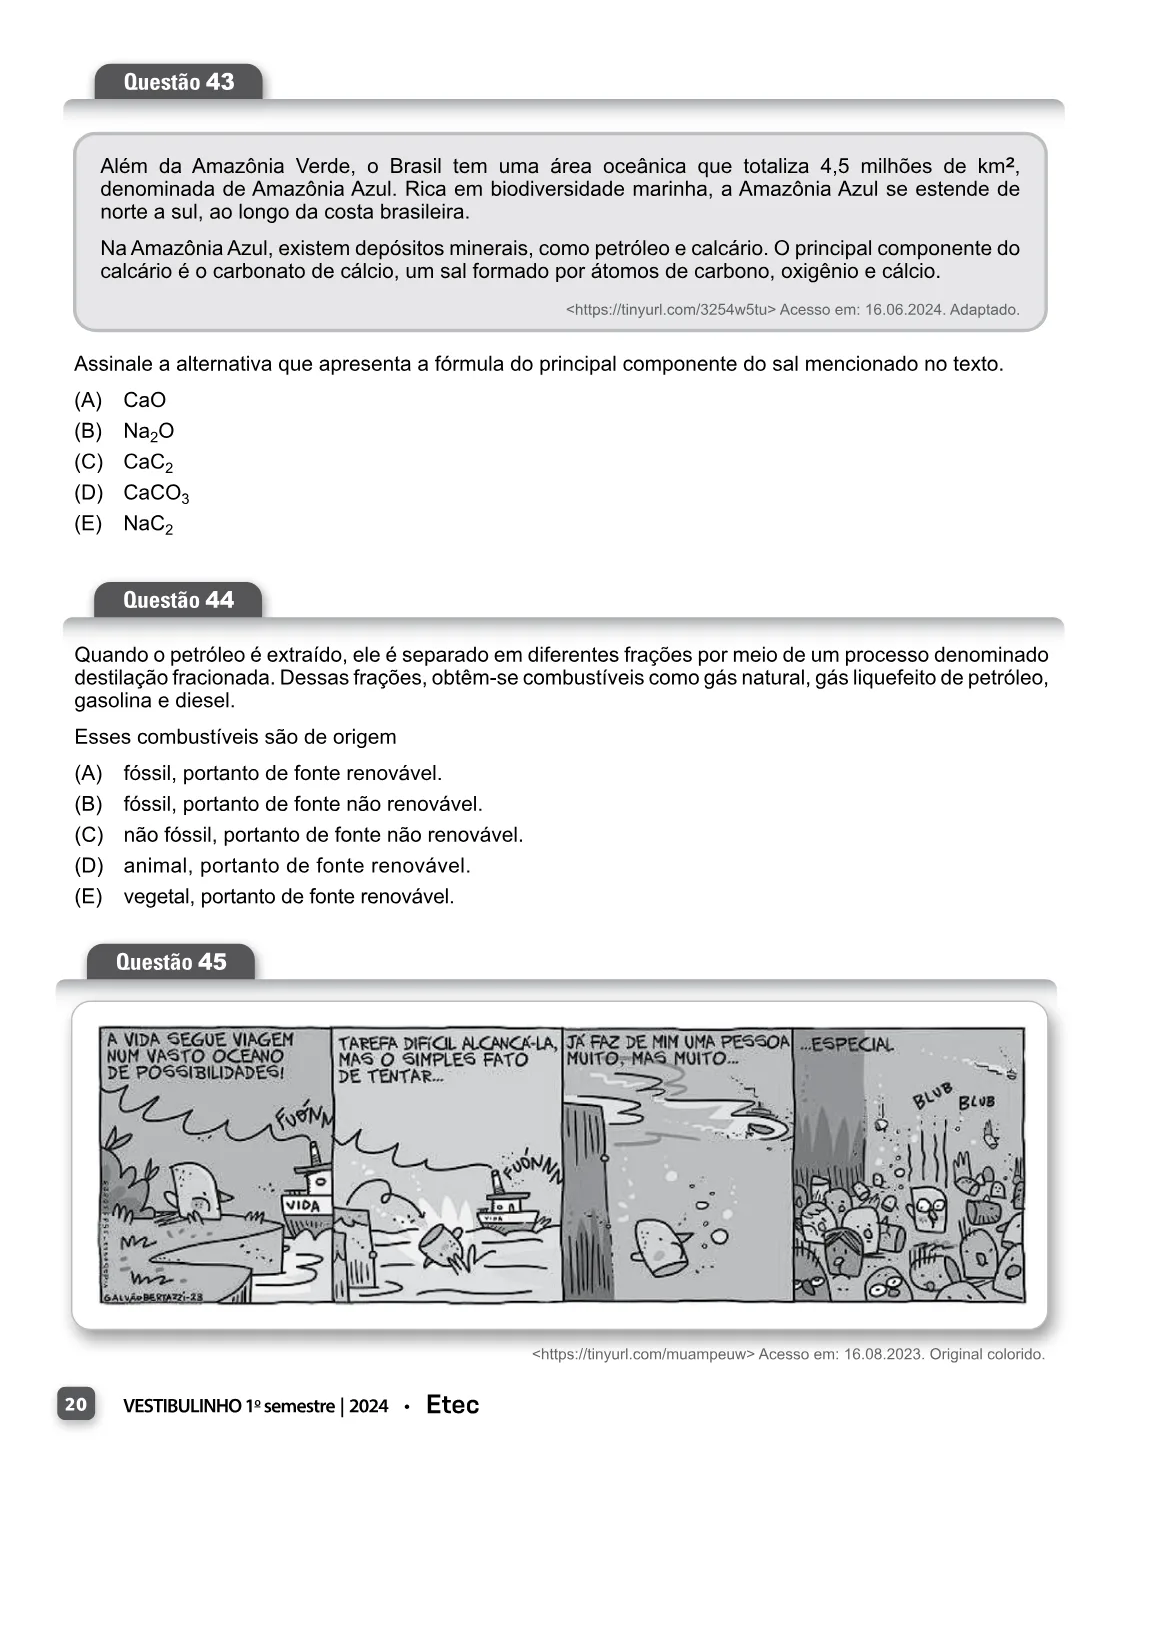 Questão 43
Além da Amazônia Verde, o Brasil tem uma área oceânica que totaliza 4,5 milhões de km²,
denominada de Amazônia Azul. Rica em biodiversidade marinha, a Amazônia Azul se estende de
norte a sul, ao longo da costa brasileira.
Na Amazônia Azul, existem depósitos minerais, como petróleo e calcário. O principal componente do
calcário é o carbonato de cálcio, um sal formado por átomos de carbono, oxigênio e cálcio.
<https://tinyurl.com/3254w5tu> Acesso em: 16.06.2024. Adaptado.
Assinale a alternativa que apresenta a fórmula do principal componente do sal mencionado no texto.
(A) CaO
(B) Na₂O
(C) CaC₂
(D) CaCO₃
(E) NaC₂
Questão 44
Quando o petróleo é extraído, ele é separado em diferentes frações por meio de um processo denominado
destilação fracionada. Dessas frações, obtêm-se combustíveis como gás natural, gás liquefeito de petróleo,
gasolina e diesel.
Esses combustíveis são de origem
(A) fóssil, portanto de fonte renovável.
(B) fóssil, portanto de fonte não renovável.
(C) não fóssil, portanto de fonte não renovável.
(D) animal, portanto de fonte renovável.
(E) vegetal, portanto de fonte renovável.
Questão 45
A VIDA SEGUE VIAGEM
NUM VASTO OCEANO
DE POSSIBILIDADES!
FUÓNN
VIDA
GALVÃO BERTAZZI-23
TAREFA DIFÍCIL ALCANÇÁ-LA,
MAS O SIMPLES FATO
DE TENTAR...
FUÓNNN
VIDA
JÁ FAZ DE MIM UMA PESSOA
MUITO, MAS MUITO...
...ESPECIAL
BLUB
BLUB
<https://tinyurl.com/muampeuw> Acesso em: 16.08.2023. Original colorido.
20 VESTIBULINHO 1º semestre | 2024 • Etec